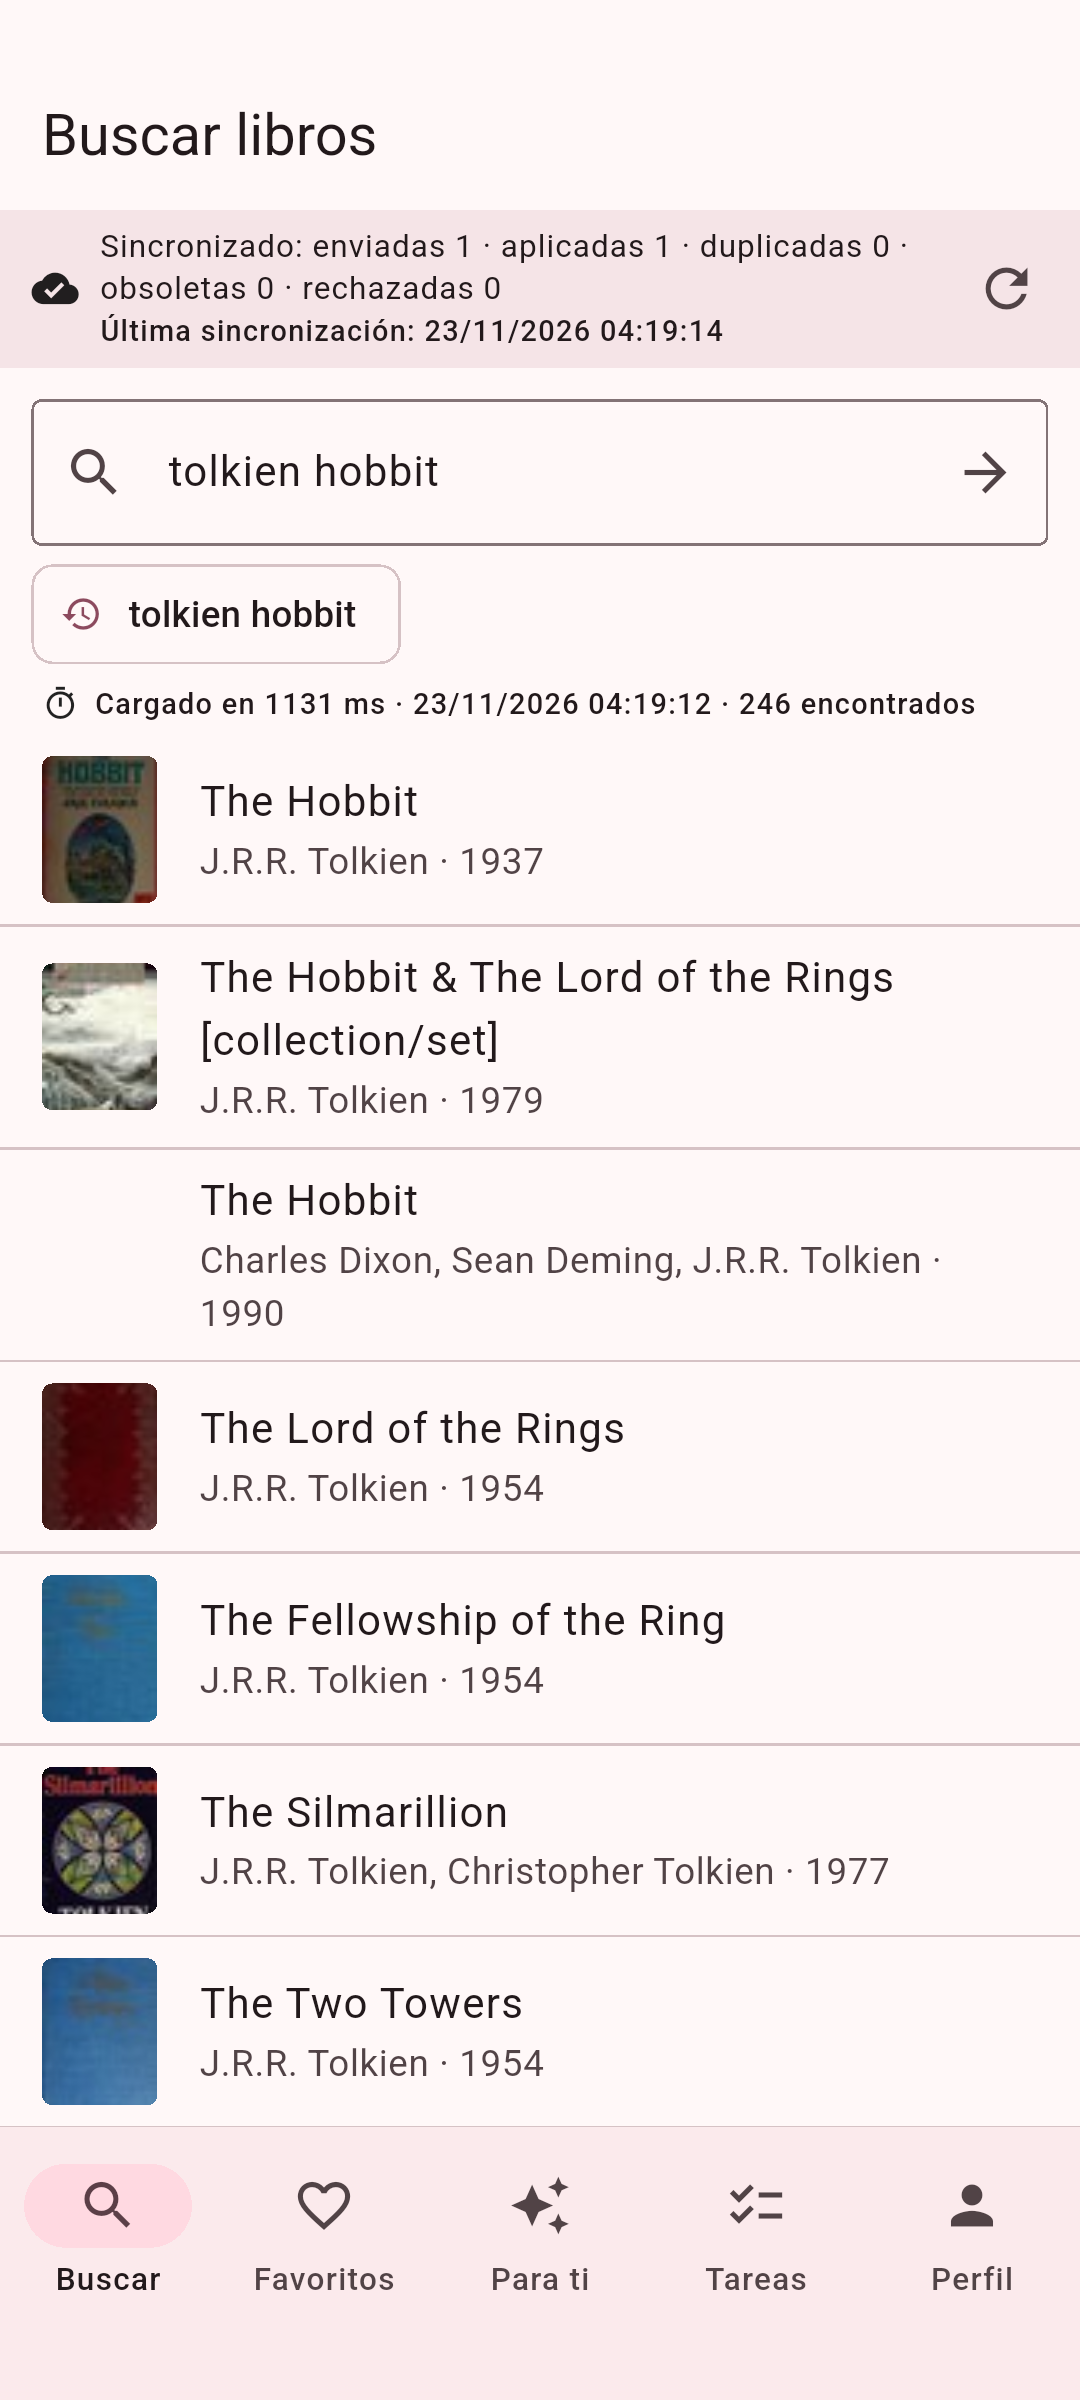 Buscar libros
Sincronizado: enviadas 1 · aplicadas 1 · duplicadas 0 ·
obsoletas 0 · rechazadas 0
Última sincronización: 23/11/2026 04:19:14
tolkien hobbit
tolkien hobbit
Cargado en 1131 ms · 23/11/2026 04:19:12 · 246 encontrados
HOBBIT
The Hobbit
J.R.R. Tolkien · 1937
The Hobbit & The Lord of the Rings
[collection/set]
J.R.R. Tolkien · 1979
The Hobbit
Charles Dixon, Sean Deming, J.R.R. Tolkien ·
1990
The Lord of the Rings
J.R.R. Tolkien · 1954
The Fellowship of the Ring
J.R.R. Tolkien · 1954
Silmarillion
TOLKIEN
The Silmarillion
J.R.R. Tolkien, Christopher Tolkien · 1977
The Two Towers
J.R.R. Tolkien · 1954
Buscar
Favoritos
Para ti
Tareas
Perfil